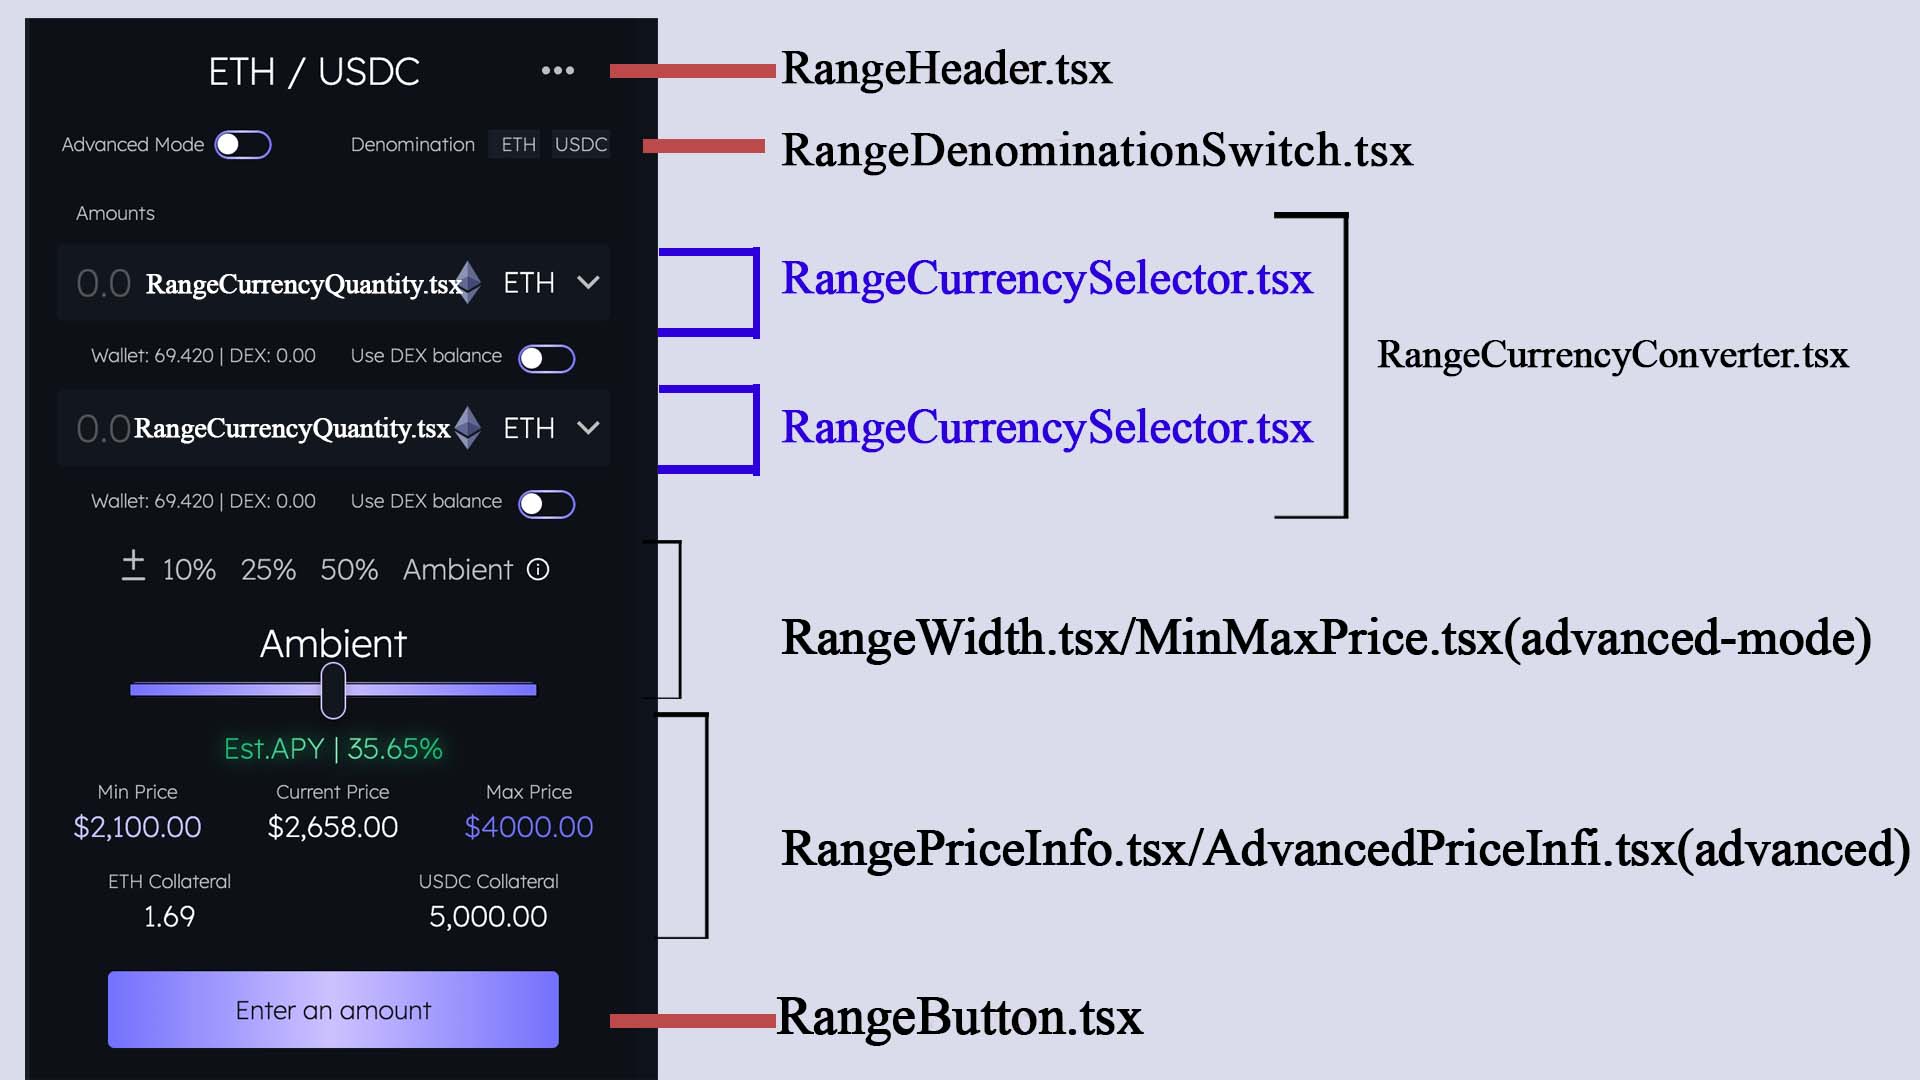 ETH / USDC
RangeHeader.tsx
Advanced Mode Denomination ETH USDC
RangeDenominationSwitch.tsx
Amounts
0.0 RangeCurrencyQuantity.tsx ETH
RangeCurrencySelector.tsx
Wallet: 69.420 | DEX: 0.00 Use DEX balance
RangeCurrencyConverter.tsx
0.0 RangeCurrencyQuantity.tsx ETH
RangeCurrencySelector.tsx
Wallet: 69.420 | DEX: 0.00 Use DEX balance
± 10% 25% 50% Ambient
Ambient
RangeWidth.tsx/MinMaxPrice.tsx(advanced-mode)
Est.APY | 35.65%
Min Price Current Price Max Price
$2,100.00 $2,658.00 $4000.00
RangePriceInfo.tsx/AdvancedPriceInfi.tsx(advanced)
ETH Collateral USDC Collateral
1.69 5,000.00
Enter an amount
RangeButton.tsx